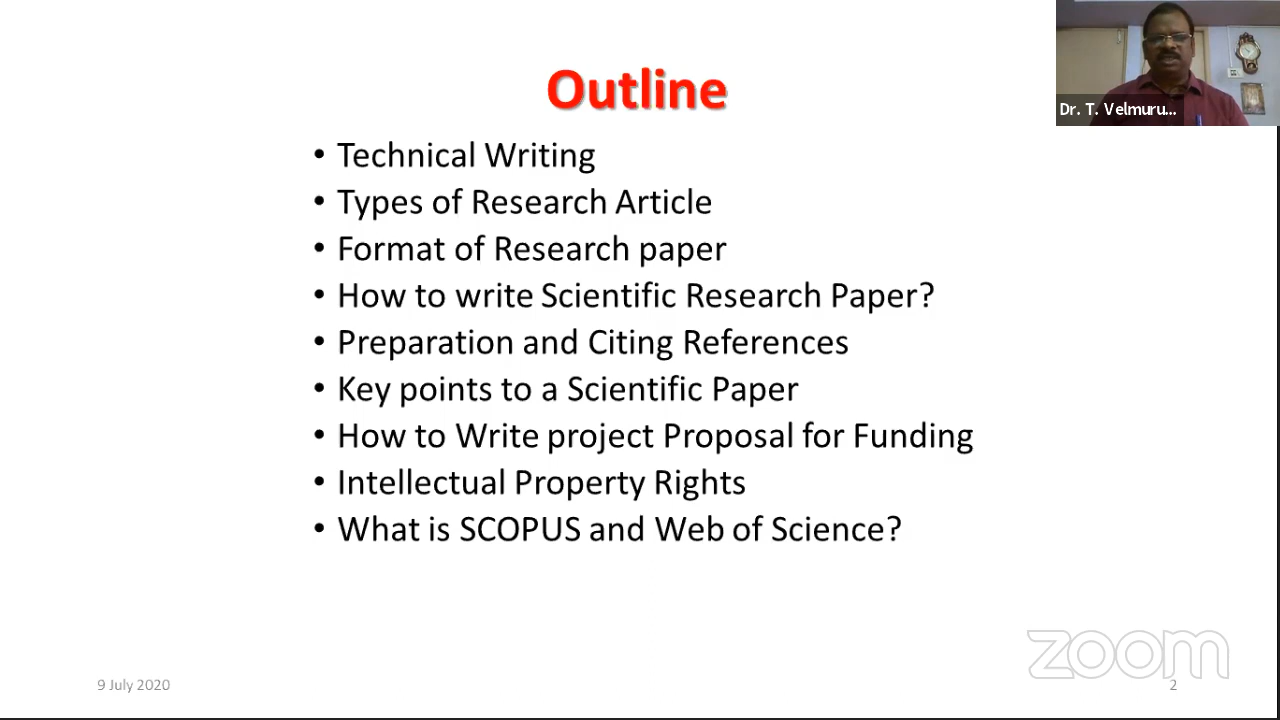 Outline
Dr. T. Velmuru...
• Technical Writing
• Types of Research Article
• Format of Research paper
• How to write Scientific Research Paper?
• Preparation and Citing References
• Key points to a Scientific Paper
• How to Write project Proposal for Funding
• Intellectual Property Rights
• What is SCOPUS and Web of Science?
zoom
9 July 2020
2